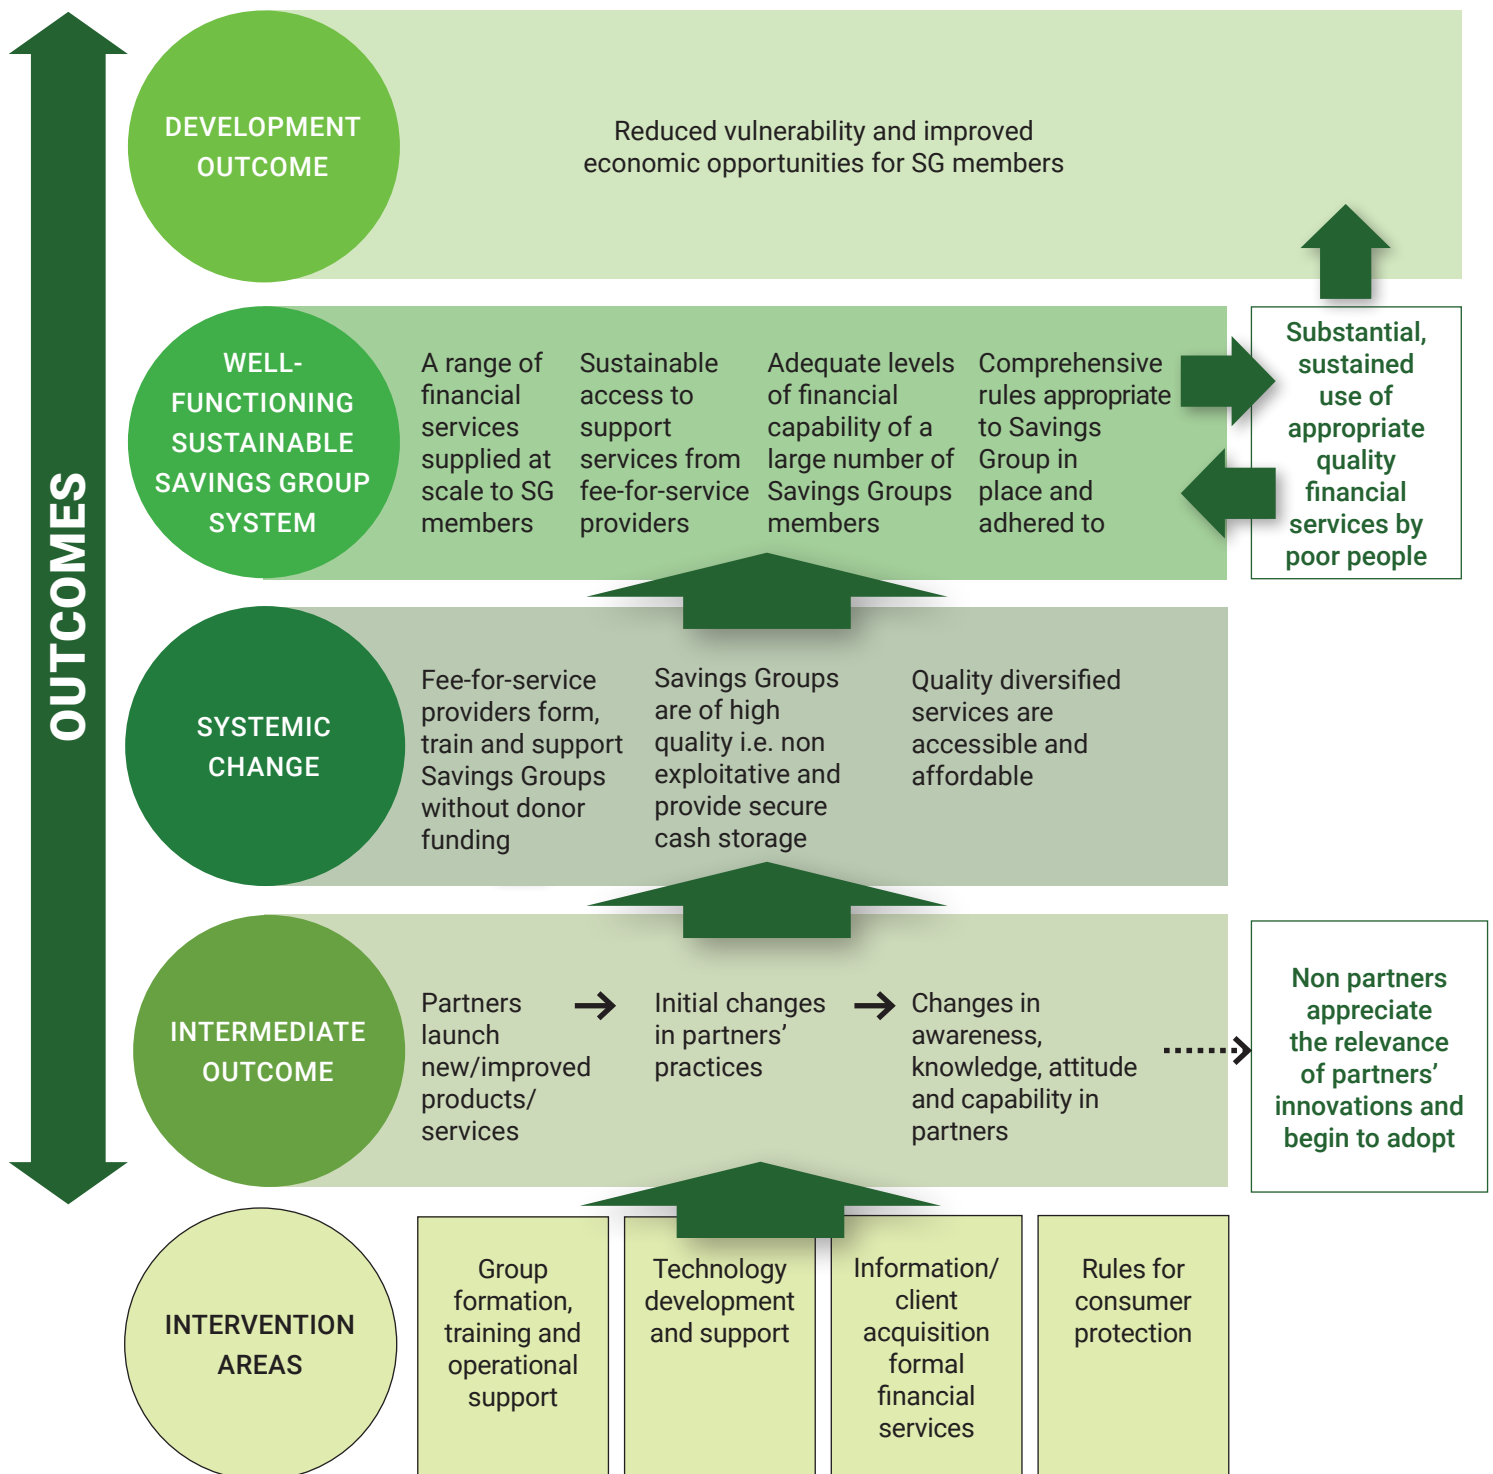 OUTCOMES
DEVELOPMENT
OUTCOME
Reduced vulnerability and improved
economic opportunities for SG members
WELL-
FUNCTIONING
SUSTAINABLE
SAVINGS GROUP
SYSTEM
A range of
financial
services
supplied at
scale to SG
members
Sustainable
access to
support
services from
fee-for-service
providers
Adequate levels
of financial
capability of a
large number of
Savings Groups
members
Comprehensive
rules appropriate
to Savings
Group in
place and
adhered to
Substantial,
sustained
use of
appropriate
quality
financial
services by
poor people
SYSTEMIC
CHANGE
Fee-for-service
providers form,
train and support
Savings Groups
without donor
funding
Savings Groups
are of high
quality i.e. non
exploitative and
provide secure
cash storage
Quality diversified
services are
accessible and
affordable
INTERMEDIATE
OUTCOME
Partners
launch
new/improved
products/
services
Initial changes
in partners’
practices
Changes in
awareness,
knowledge, attitude
and capability in
partners
Non partners
appreciate
the relevance
of partners’
innovations and
begin to adopt
INTERVENTION
AREAS
Group
formation,
training and
operational
support
Technology
development
and support
Information/
client
acquisition
formal
financial
services
Rules for
consumer
protection